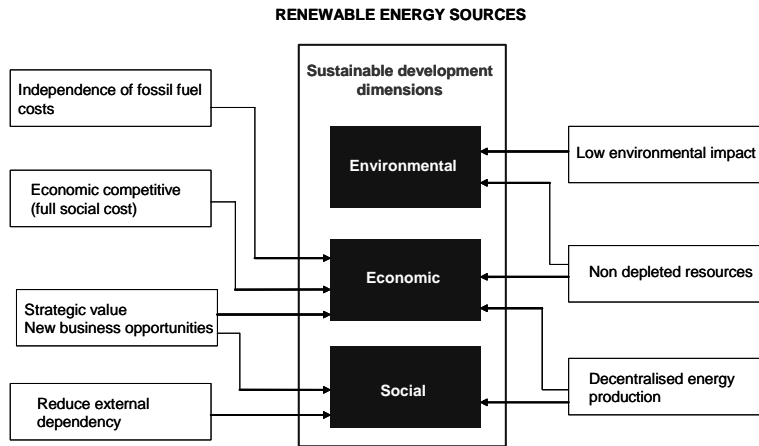 RENEWABLE ENERGY SOURCES
Sustainable development
dimensions
Independence of fossil fuel
costs
Economic competitive
(full social cost)
Strategic value
New business opportunities
Reduce external
dependency
Environmental
Economic
Social
Low environmental impact
Non depleted resources
Decentralised energy
production